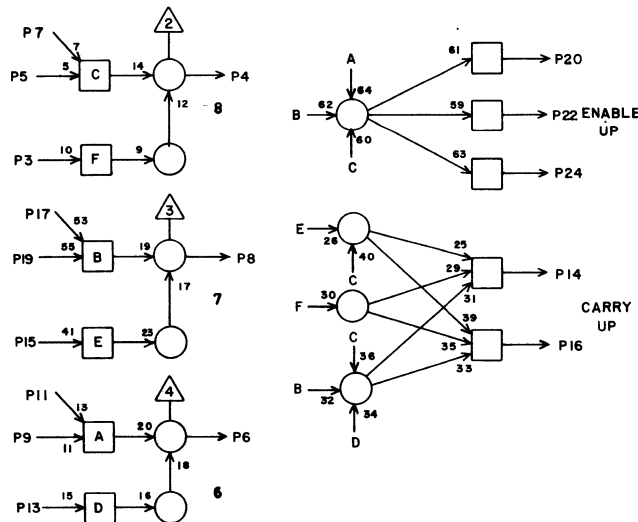 2
P7
7
P5
5
C
14
P4
12
8
P3
10
F
9
3
P17
53
P19
55
B
19
P8
17
7
P15
41
E
23
4
P11
13
P9
11
A
20
P6
18
6
P13
15
D
16
A
64
B
62
60
C
61
P20
59
P22 ENABLE
UP
63
P24
E
26
40
C
F
30
C
36
B
32
34
D
25
29
31
P14
CARRY
UP
39
35
33
P16